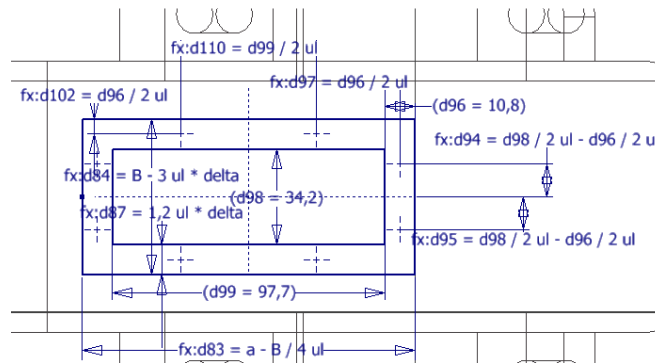 fx:d110 = d99 / 2 ul
fx:d97 = d96 / 2 ul
fx:d102 = d96 / 2 ul
(d96 = 10,8)
fx:d94 = d98 / 2 ul - d96 / 2 u
fx:d84 = B - 3 ul * delta
(d98 = 34,2)
fx:d87 = 1,2 ul * delta
fx:d95 = d98 / 2 ul - d96 / 2 ul
(d99 = 97,7)
fx:d83 = a - B / 4 ul